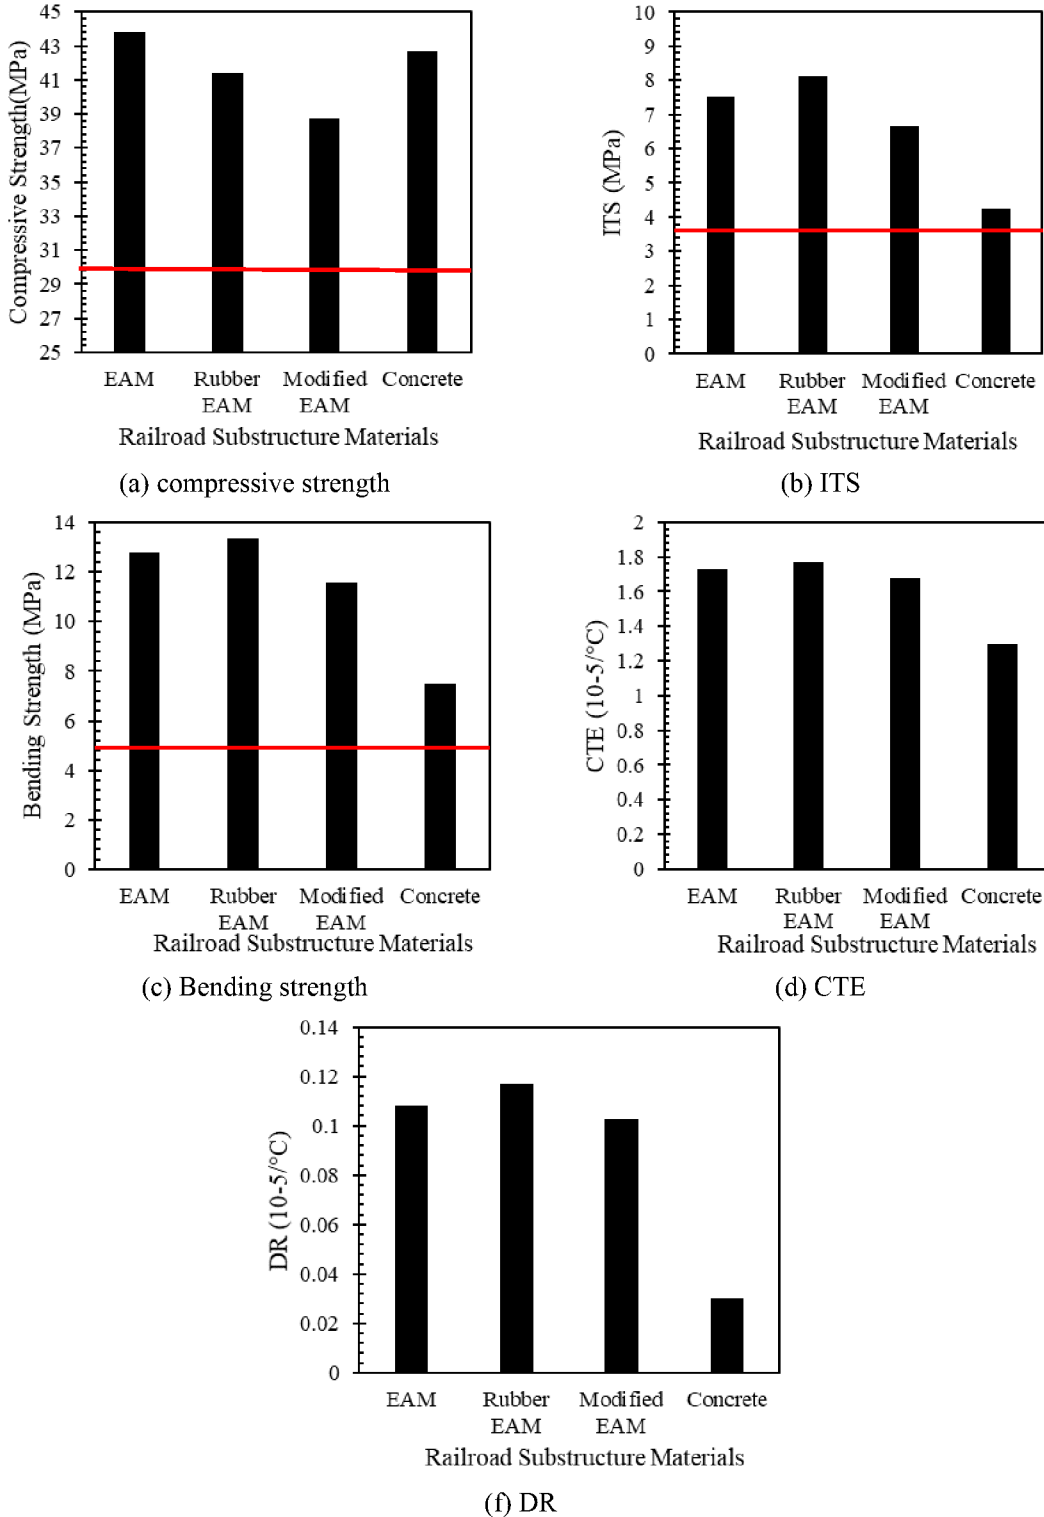 45
43
41
39
37
35
33
31
29
27
25
Compressive Strength(MPa)
EAM Rubber Modified Concrete
EAM EAM
Railroad Substructure Materials
(a) compressive strength
10
9
8
7
6
5
4
3
2
1
0
ITS (MPa)
EAM Rubber Modified Concrete
EAM EAM
Railroad Substructure Materials
(b) ITS
14
12
10
8
6
4
2
0
Bending Strength (MPa)
EAM Rubber Modified Concrete
EAM EAM
Railroad Substructure Materials
(c) Bending strength
2
1.8
1.6
1.4
1.2
1
0.8
0.6
0.4
0.2
0
CTE (10-5/°C)
EAM Rubber Modified Concrete
EAM EAM
Railroad Substructure Materials
(d) CTE
0.14
0.12
0.1
0.08
0.06
0.04
0.02
0
DR (10-5/°C)
EAM Rubber Modified Concrete
EAM EAM
Railroad Substructure Materials
(f) DR